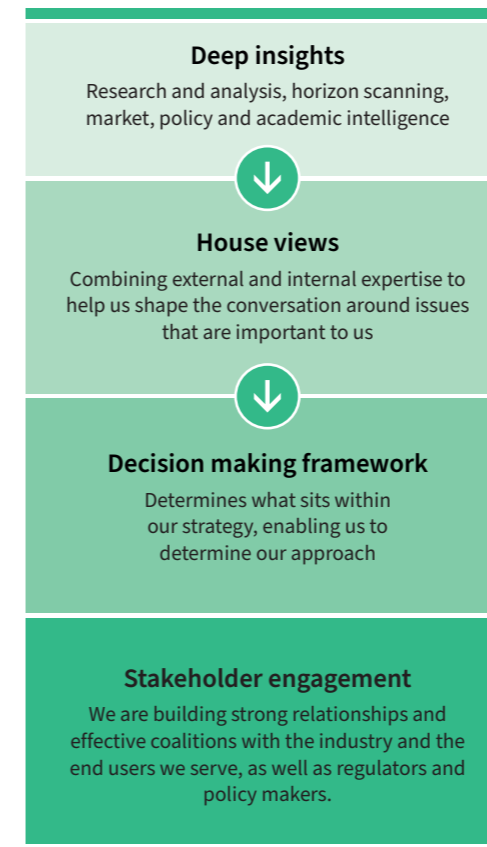 Deep insights
Research and analysis, horizon scanning,
market, policy and academic intelligence
House views
Combining external and internal expertise to
help us shape the conversation around issues
that are important to us
Decision making framework
Determines what sits within
our strategy, enabling us to
determine our approach
Stakeholder engagement
We are building strong relationships and
effective coalitions with the industry and the
end users we serve, as well as regulators and
policy makers.